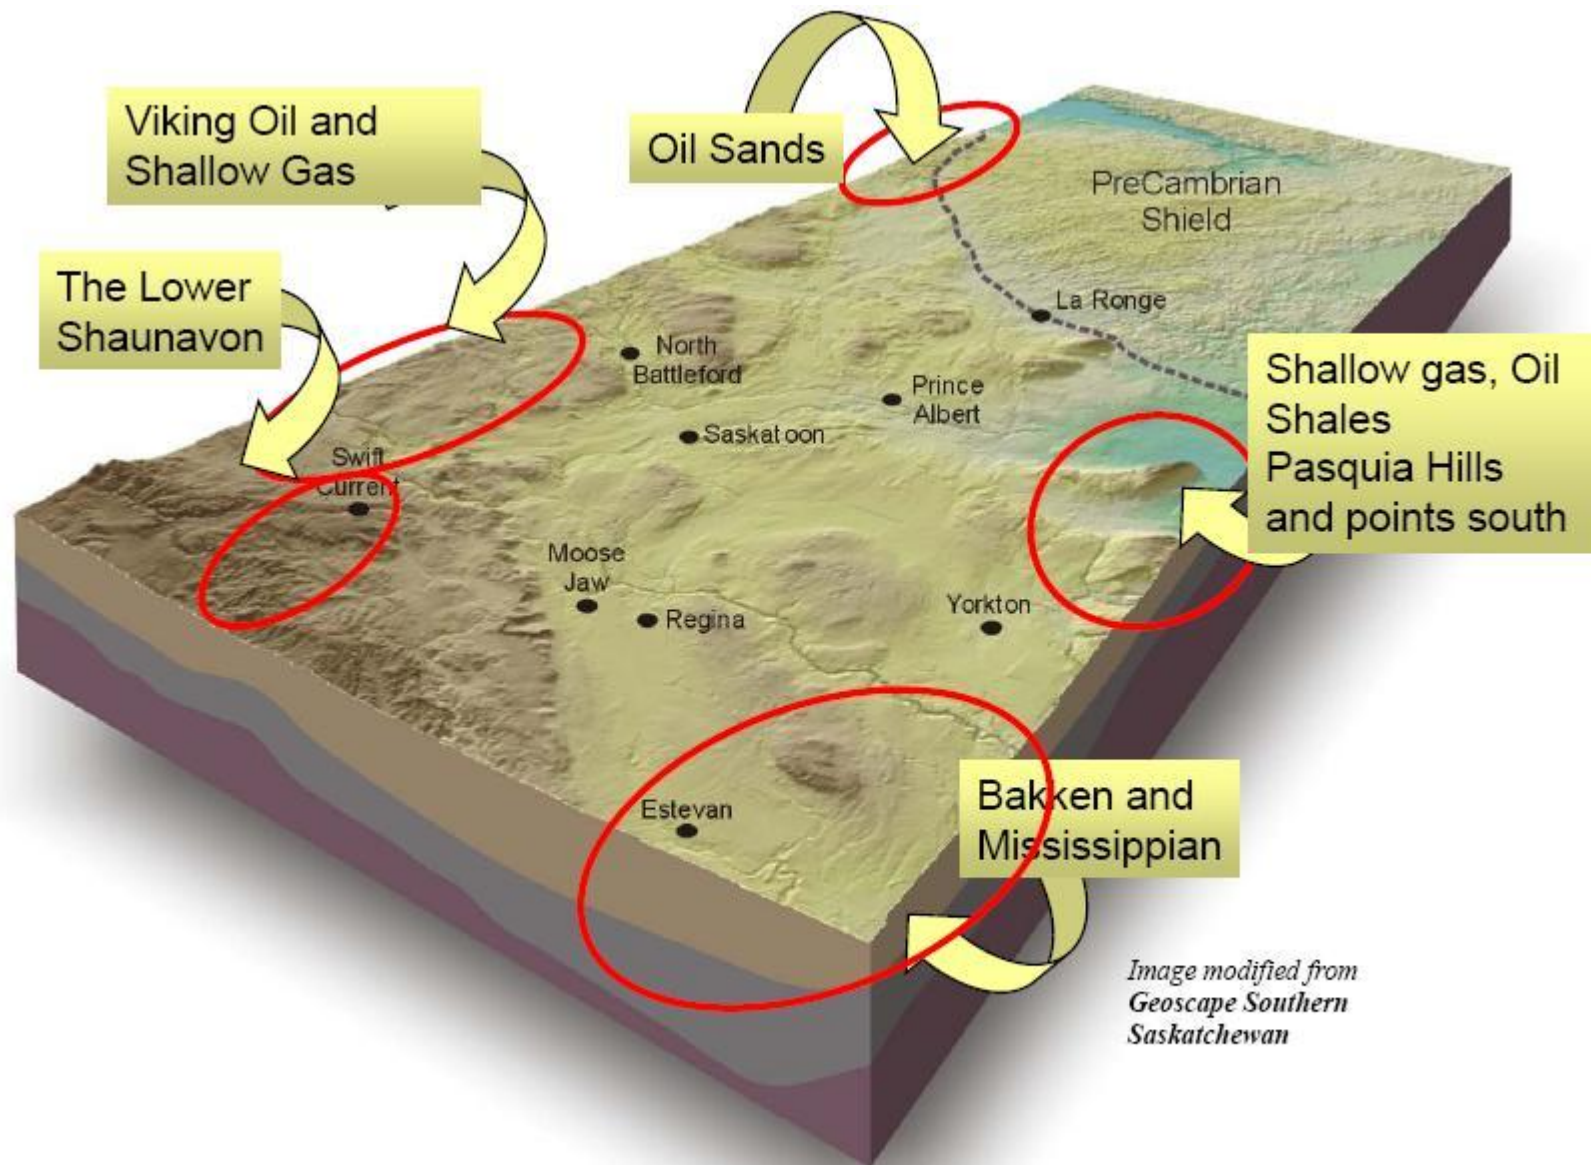 Viking Oil and
Shallow Gas
Oil Sands
PreCambrian
Shield
The Lower
Shaunavon
La Ronge
North
Battleford
Prince
Albert
Saskatoon
Shallow gas, Oil
Shales
Pasquia Hills
and points south
Swift
Current
Moose
Jaw
Regina
Yorkton
Estevan
Bakken and
Mississippian
Image modified from
Geoscape Southern
Saskatchewan